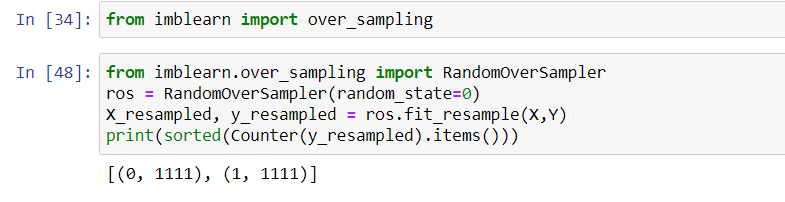 In [34]: from imblearn import over_sampling
In [48]: from imblearn.over_sampling import RandomOverSampler
ros = RandomOverSampler(random_state=0)
X_resampled, y_resampled = ros.fit_resample(X,Y)
print(sorted(Counter(y_resampled).items()))
[(0, 1111), (1, 1111)]